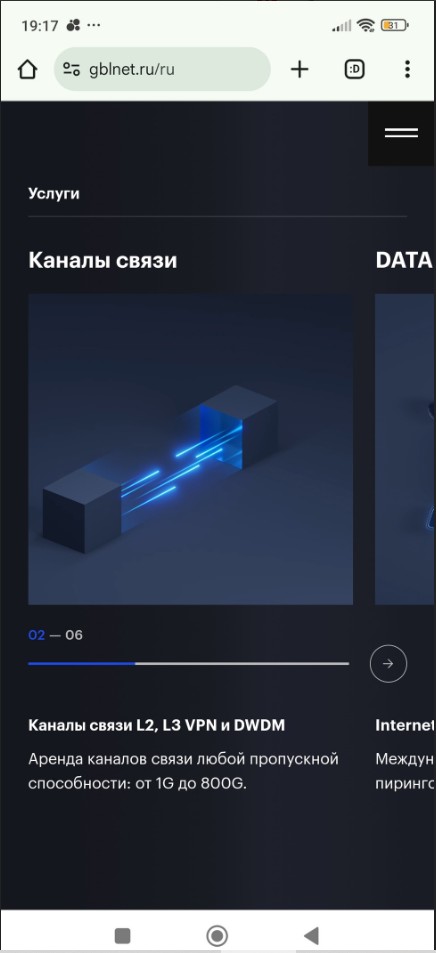 19:17
31
gblnet.ru/ru
:D
Услуги
Каналы связи
DATA
02 — 06
Каналы связи L2, L3 VPN и DWDM
Аренда каналов связи любой пропускной
способности: от 1G до 800G.
Internet
Междун
пиринго